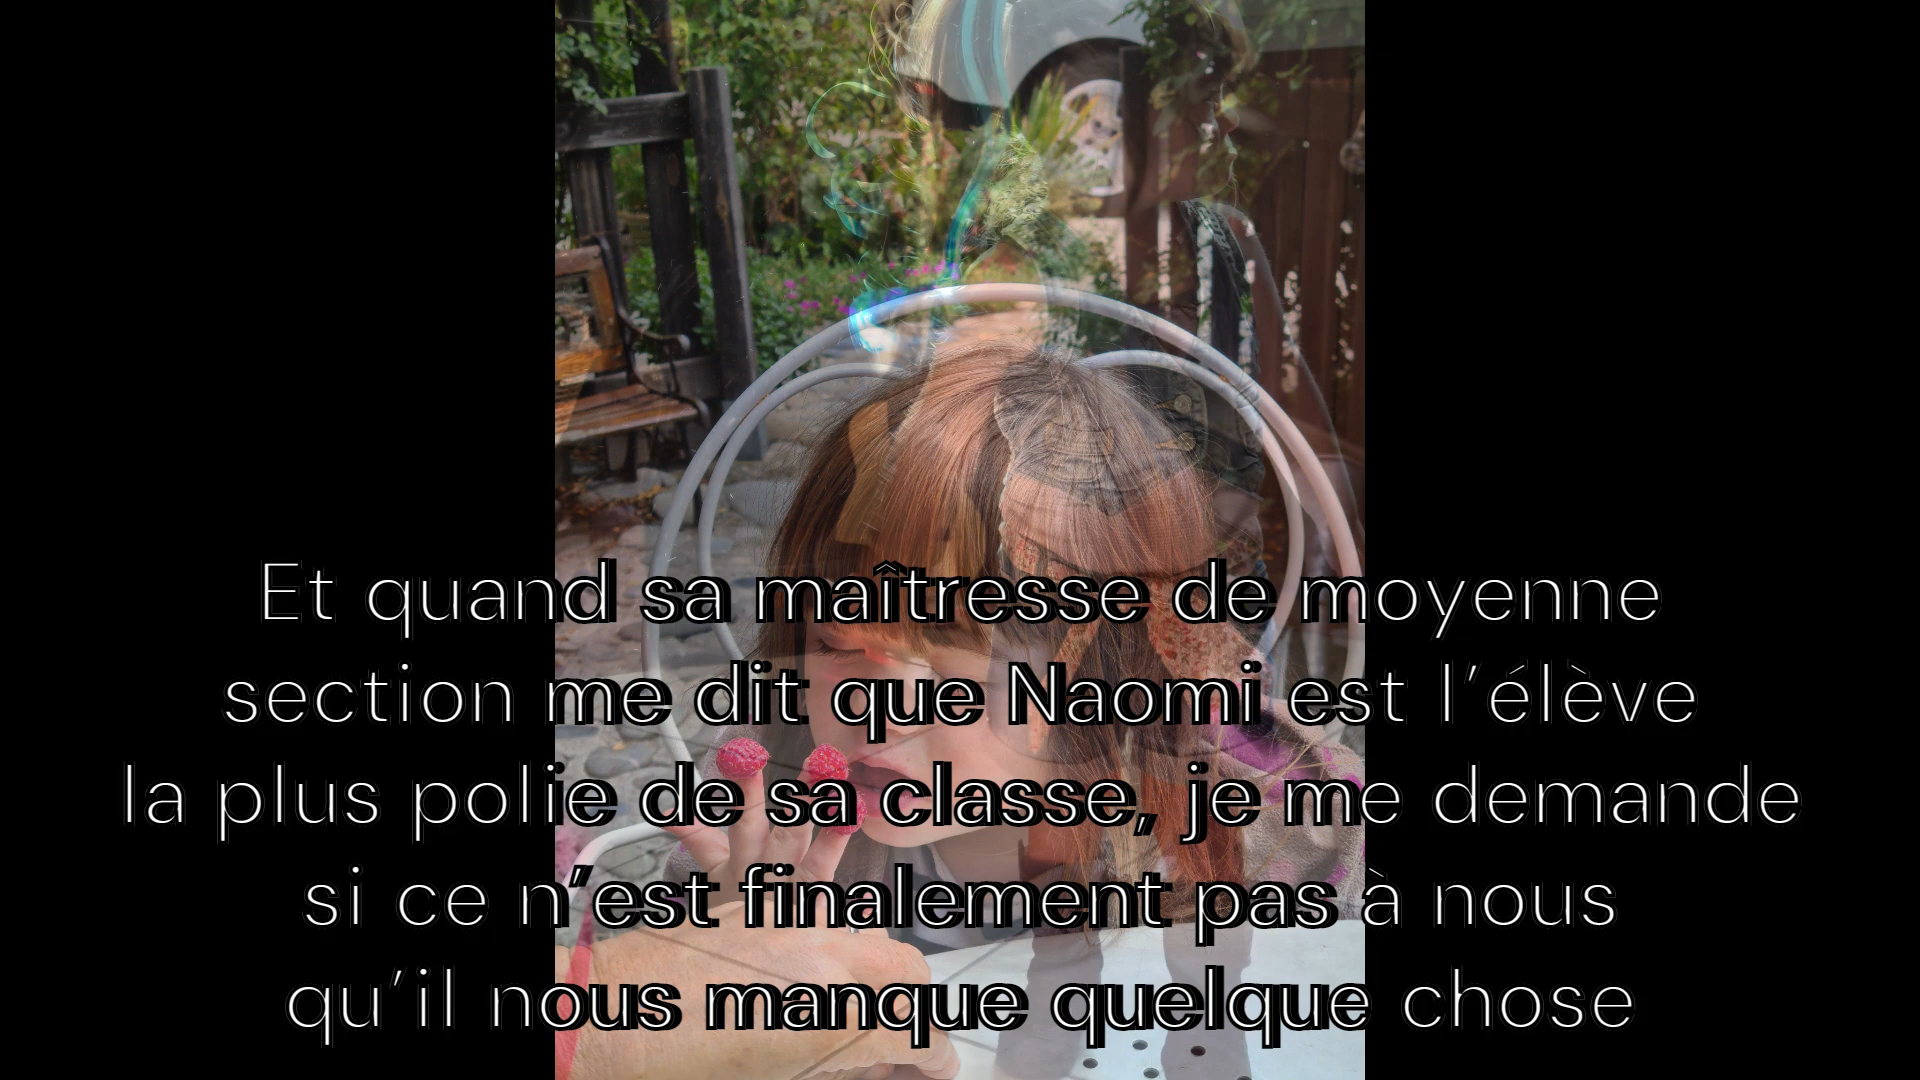 Et quand sa maîtresse de moyenne
section me dit que Naomi est l’élève
la plus polie de sa classe, je me demande
si ce n’est finalement pas à nous
qu’il nous manque quelque chose